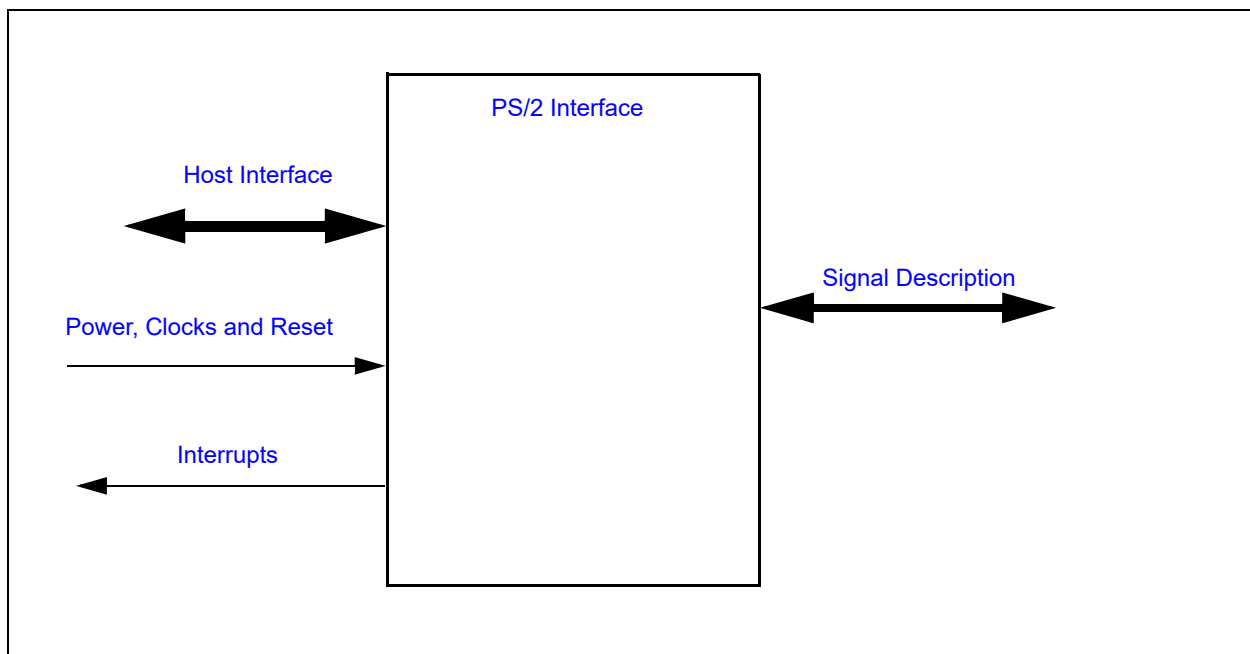 PS/2 Interface
Host Interface
Signal Description
Power, Clocks and Reset
Interrupts